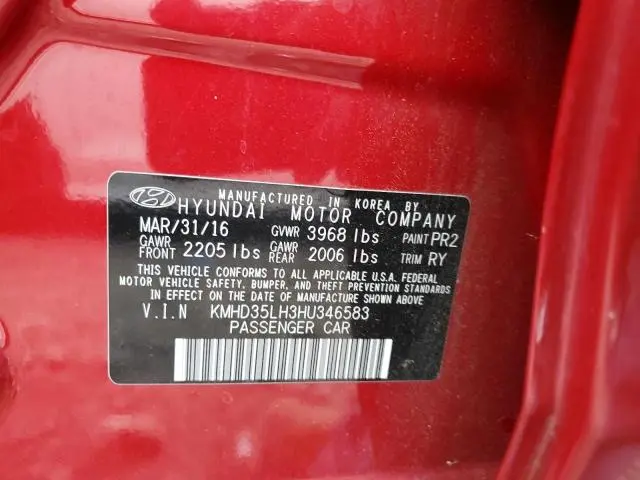 MANUFACTURED IN KOREA BY
HYUNDAI MOTOR COMPANY
MAR/31/16 GVWR 3968 lbs PAINT PR2
GAWR FRONT 2205 lbs GAWR REAR 2006 lbs TRIM RY
THIS VEHICLE CONFORMS TO ALL APPLICABLE U.S.A. FEDERAL
MOTOR VEHICLE SAFETY, BUMPER, AND THEFT PREVENTION STANDARDS
IN EFFECT ON THE DATE OF MANUFACTURE SHOWN ABOVE.
V.I.N KMHD35LH3HU346583
PASSENGER CAR